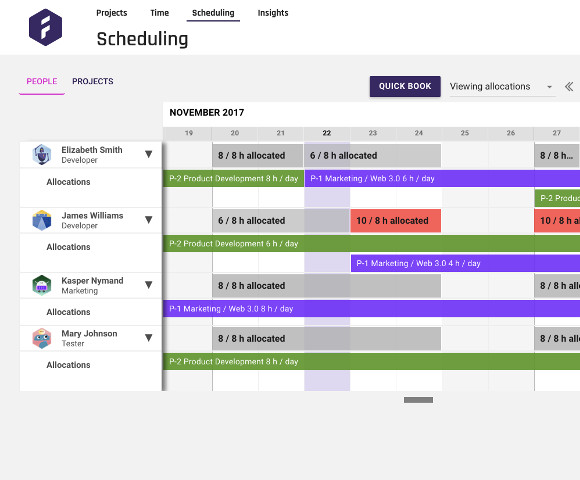 Projects Time Scheduling Insights
Scheduling
PEOPLE PROJECTS
QUICK BOOK Viewing allocations
NOVEMBER 2017
19 20 21 22 23 24 25 26 27
Elizabeth Smith
Developer
8 / 8 h allocated 6 / 8 h allocated 8 / 8 h...
Allocations
P-2 Product Development 8 h / day P-1 Marketing / Web 3.0 6 h / day
P-2 Produc
James Williams
Developer
6 / 8 h allocated 10 / 8 h allocated 10 / 8 h a
Allocations
P-2 Product Development 6 h / day
P-1 Marketing / Web 3.0 4 h / day
Kasper Nymand
Marketing
8 / 8 h allocated 8 / 8 h all
Allocations
P-1 Marketing / Web 3.0 8 h / day
Mary Johnson
Tester
8 / 8 h allocated 8 / 8 h all
Allocations
P-2 Product Development 8 h / day